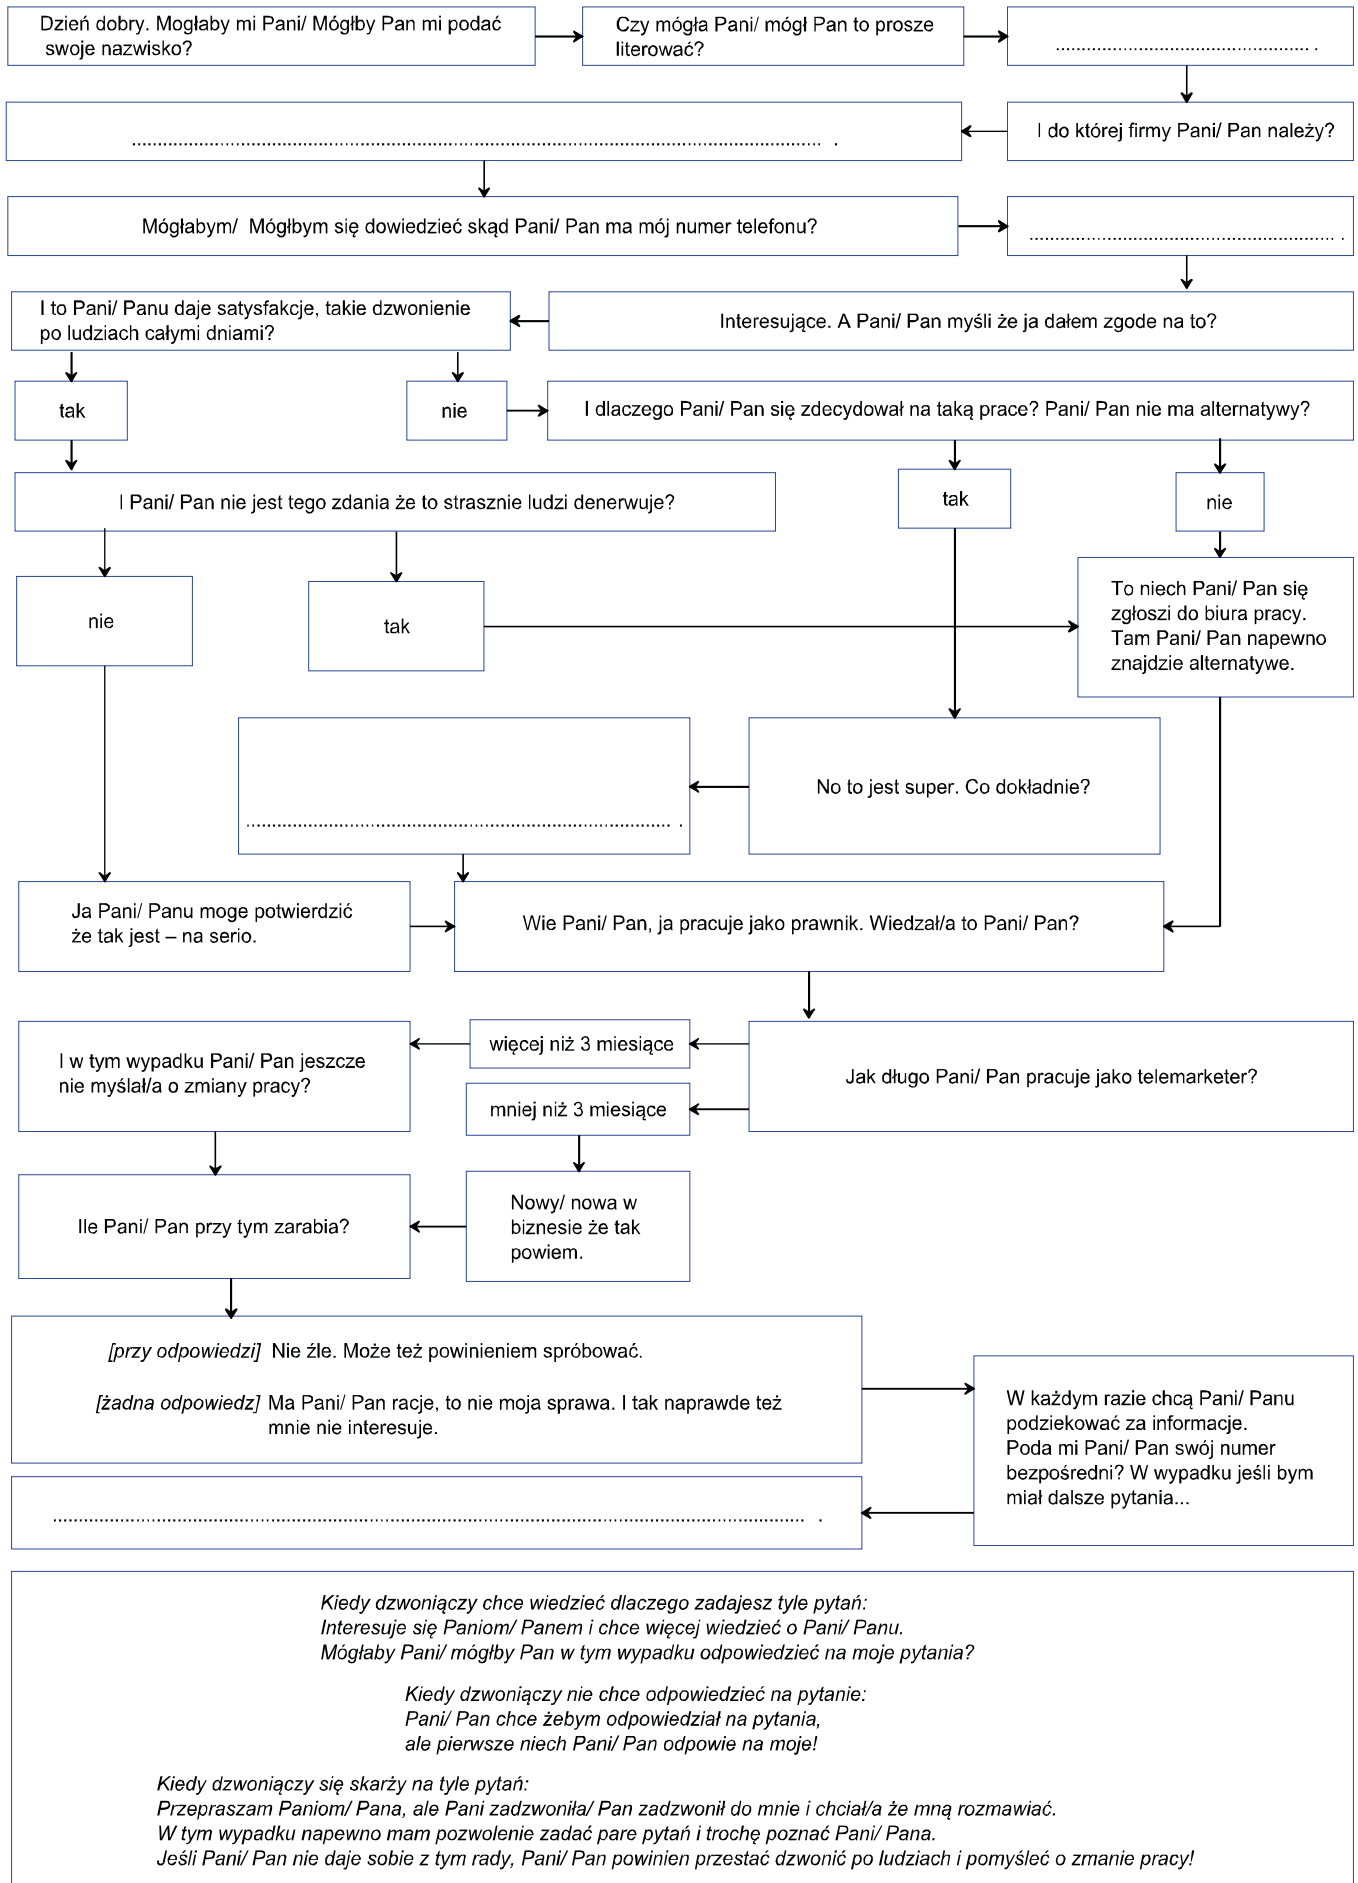 Dzień dobry. Mogłaby mi Pani/ Mógłby Pan mi podać
swoje nazwisko?
Czy mógła Pani/ mógł Pan to prosze
literować?
.................................................. .
I do której firmy Pani/ Pan należy?
.................................................. .
Mógłabym/ Mógłbym się dowiedzieć skąd Pani/ Pan ma mój numer telefonu?
.................................................. .
Interesujące. A Pani/ Pan myśli że ja dałem zgode na to?
I to Pani/ Panu daje satysfakcje, takie dzwonienie
po ludziach całymi dniami?
tak
nie
I dlaczego Pani/ Pan się zdecydował na taką prace? Pani/ Pan nie ma alternatywy?
I Pani/ Pan nie jest tego zdania że to strasznie ludzi denerwuje?
tak
nie
nie
tak
To niech Pani/ Pan się
zgłoszi do biura pracy.
Tam Pani/ Pan napewno
znajdzie alternatywe.
No to jest super. Co dokładnie?
.................................................. .
Ja Pani/ Panu moge potwierdzić
że tak jest – na serio.
Wie Pani/ Pan, ja pracuje jako prawnik. Wiedzał/a to Pani/ Pan?
Jak długo Pani/ Pan pracuje jako telemarketer?
więcej niż 3 miesiące
mniej niż 3 miesiące
I w tym wypadku Pani/ Pan jeszcze
nie myślał/a o zmiany pracy?
Nowy/ nowa w
biznesie że tak
powiem.
Ile Pani/ Pan przy tym zarabia?
[przy odpowiedzi] Nie źle. Może też powinieniem spróbować.
[żadna odpowiedz] Ma Pani/ Pan racje, to nie moja sprawa. I tak naprawde też
mnie nie interesuje.
W każdym razie chcą Pani/ Panu
podziekować za informacje.
Poda mi Pani/ Pan swój numer
bezpośredni? W wypadku jeśli bym
miał dalsze pytania...
.................................................. .
Kiedy dzwoniączy chce wiedzieć dlaczego zadajesz tyle pytań:
Interesuje się Paniom/ Panem i chce więcej wiedzieć o Pani/ Panu.
Mógłaby Pani/ mógłby Pan w tym wypadku odpowiedzieć na moje pytania?
Kiedy dzwoniączy nie chce odpowiedzieć na pytanie:
Pani/ Pan chce żebym odpowiedział na pytania,
ale pierwsze niech Pani/ Pan odpowie na moje!
Kiedy dzwoniączy się skarży na tyle pytań:
Przepraszam Paniom/ Pana, ale Pani zadzwoniła/ Pan zadzwonił do mnie i chciał/a że mną rozmawiać.
W tym wypadku napewno mam pozwolenie zadać pare pytań i trochę poznać Pani/ Pana.
Jeśli Pani/ Pan nie daje sobie z tym rady, Pani/ Pan powinien przestać dzwonić po ludziach i pomyśleć o zmanie pracy!